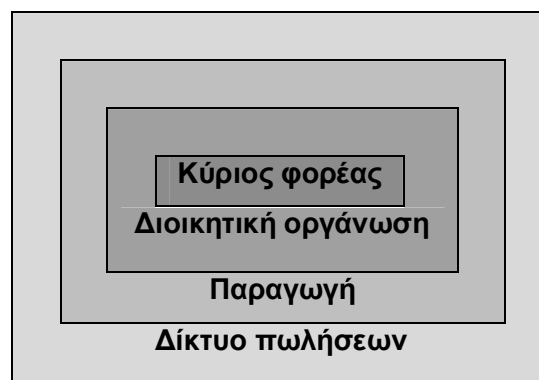 Κύριος φορέας
Διοικητική οργάνωση
Παραγωγή
Δίκτυο πωλήσεων